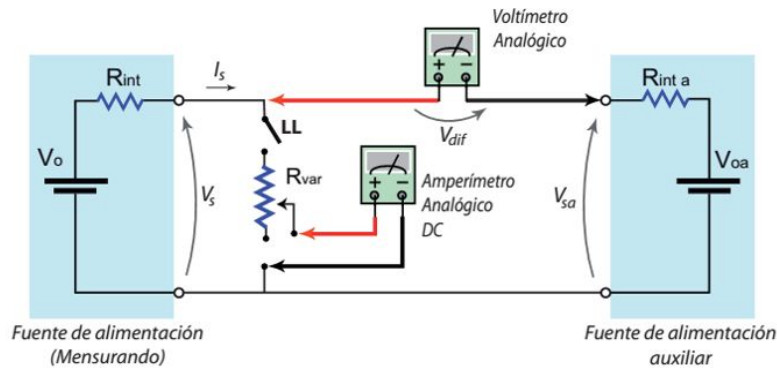 Voltímetro
Analógico
+ −
Rint
Is
LL
Vdif
Rint a
Vo
Vs
Rvar
+ −
Amperímetro
Analógico
DC
Vsa
Voa
Fuente de alimentación
(Mensurando)
Fuente de alimentación
auxiliar